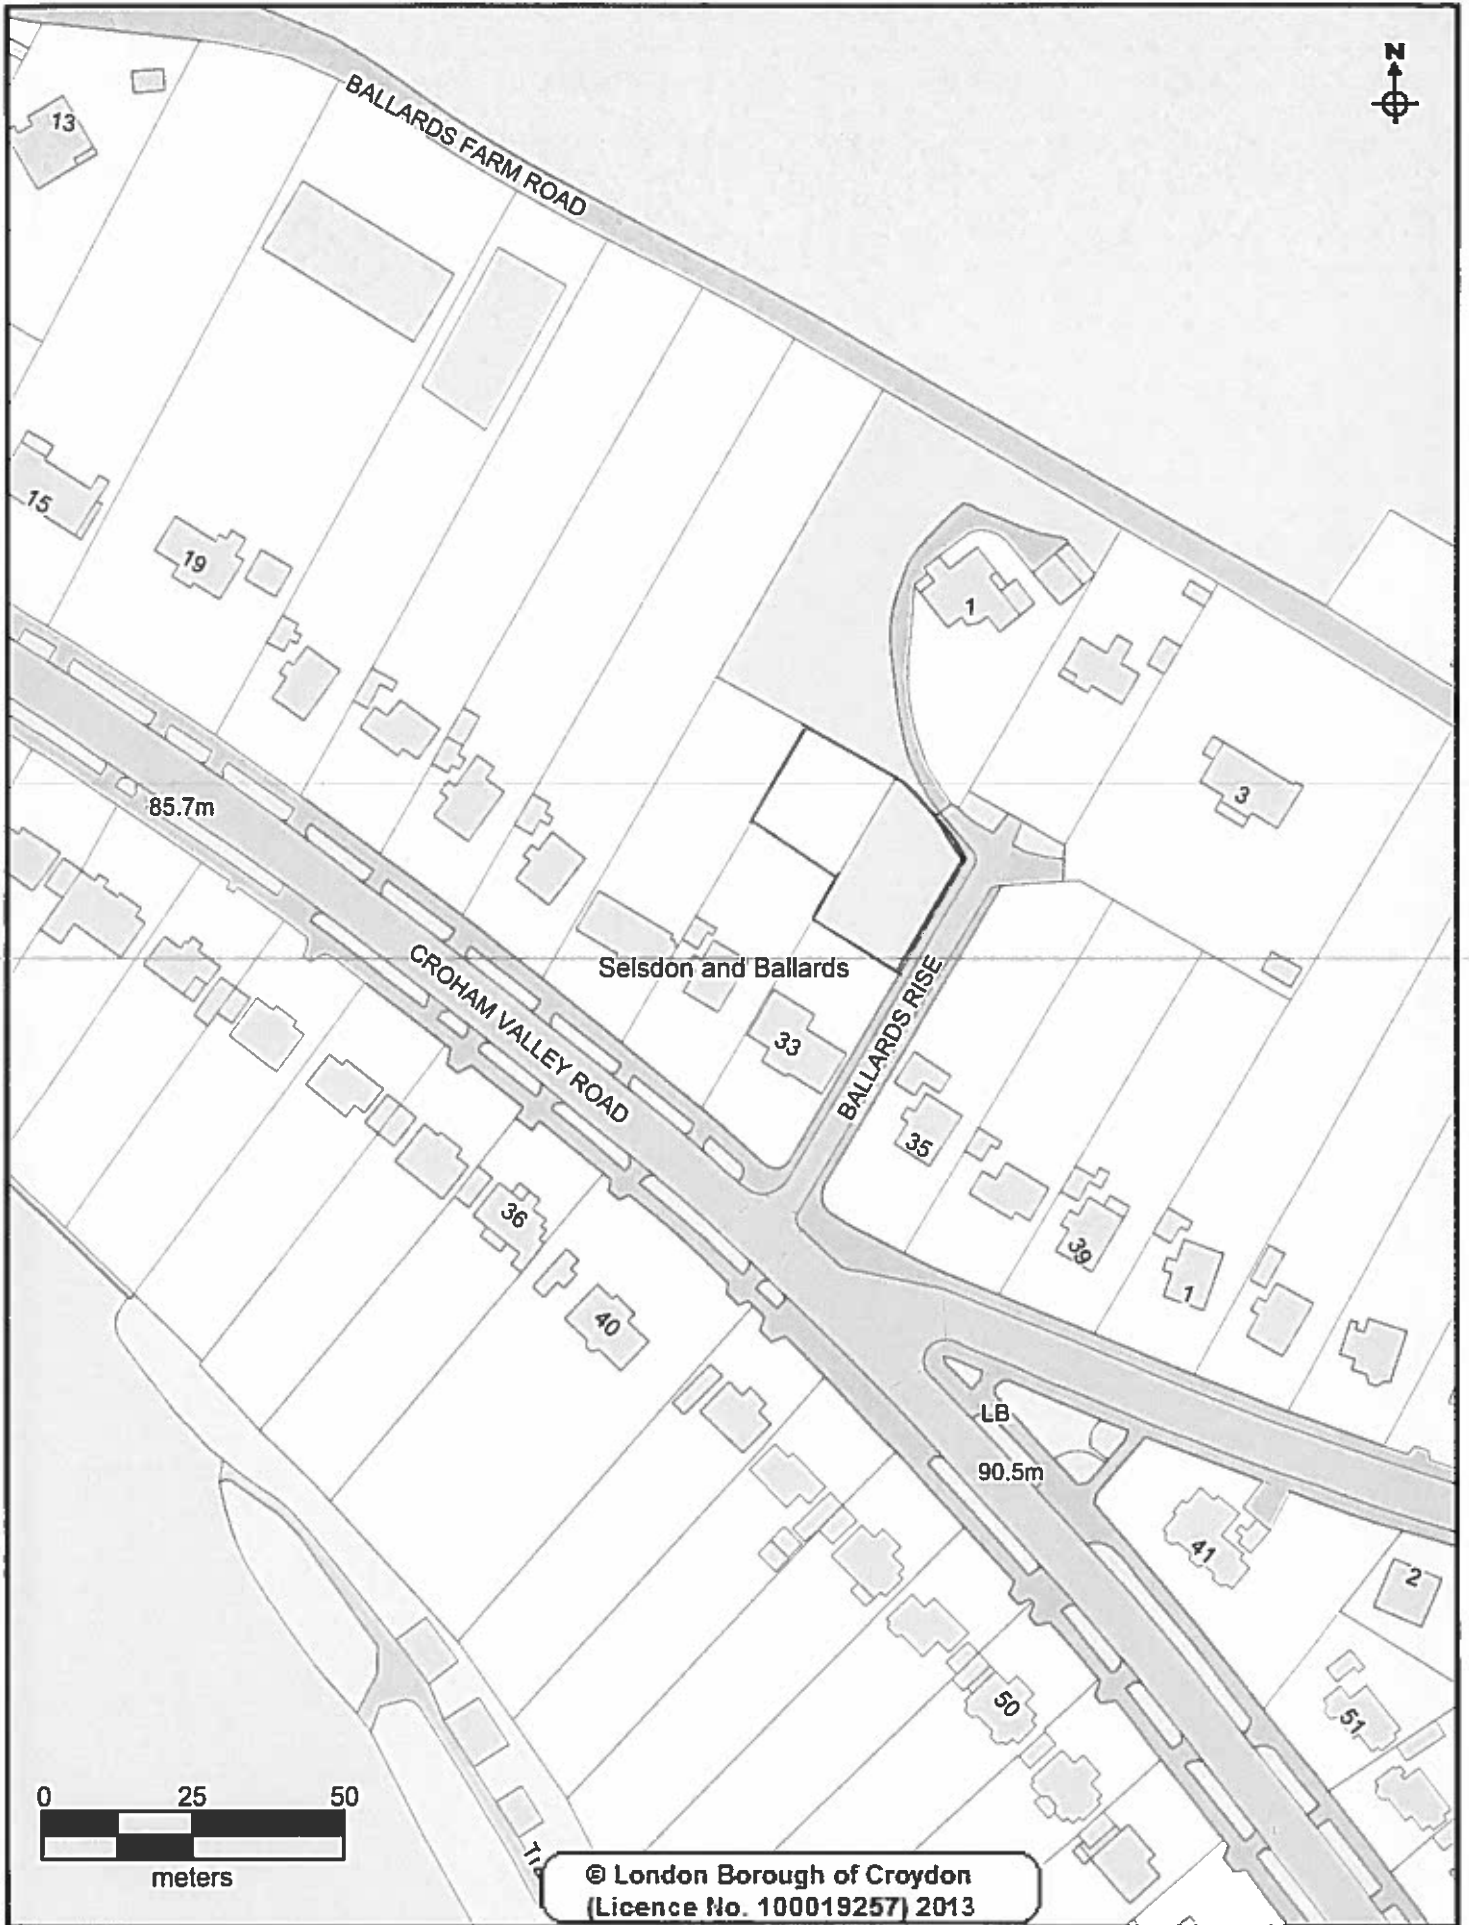 N
13
BALLARDS FARM ROAD
15
19
1
3
85.7m
CROHAM VALLEY ROAD
Selsdon and Ballards
33
BALLARDS RISE
35
36
39
1
40
LB
90.5m
41
2
50
51
0 25 50
meters
© London Borough of Croydon
(Licence No. 100019257) 2013